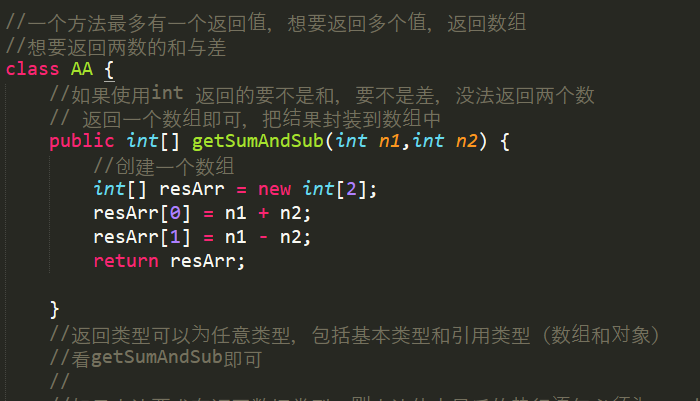 //一个方法最多有一个返回值，想要返回多个值，返回数组
//想要返回两数的和与差
class AA {
//如果使用int 返回的要不是和，要不是差，没法返回两个数
// 返回一个数组即可，把结果封装到数组中
public int[] getSumAndSub(int n1,int n2) {
//创建一个数组
int[] resArr = new int[2];
resArr[0] = n1 + n2;
resArr[1] = n1 - n2;
return resArr;
}
//返回类型可以为任意类型，包括基本类型和引用类型（数组和对象）
//看getSumAndSub即可
//